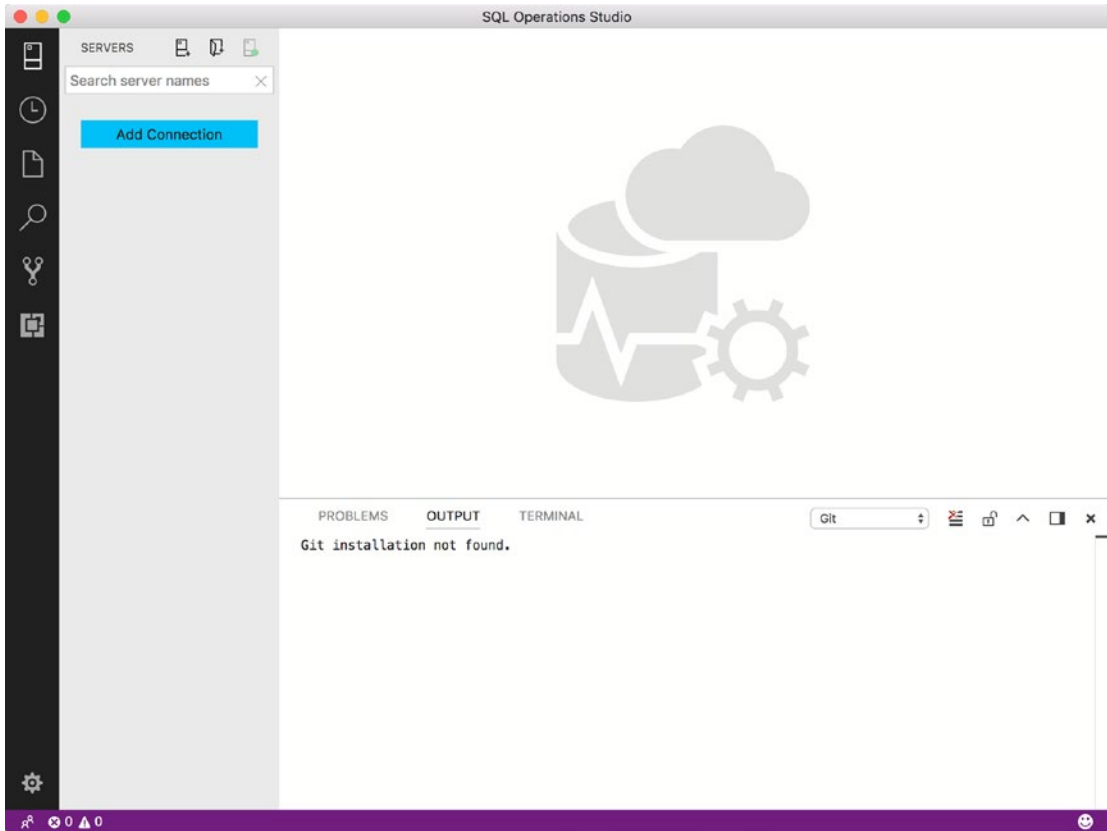 SQL Operations Studio
SERVERS
Search server names
Add Connection
PROBLEMS OUTPUT TERMINAL Git
Git installation not found.
0 0